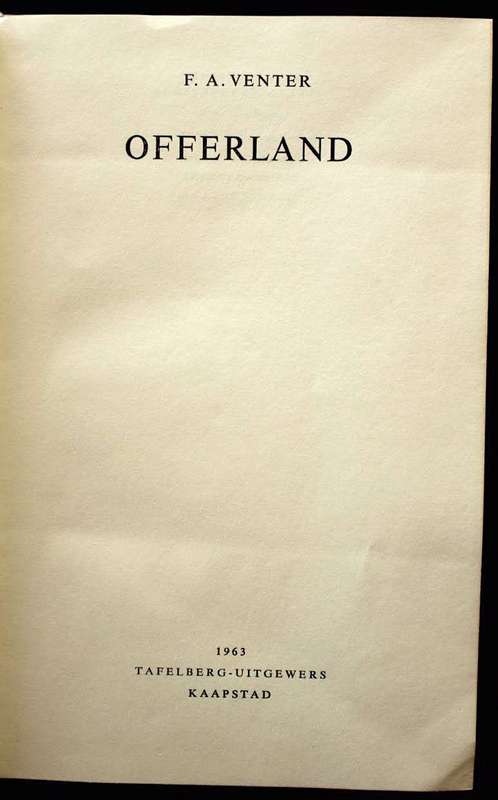 F. A. VENTER
OFFERLAND
1963
TAFELBERG-UITGEWERS
KAAPSTAD